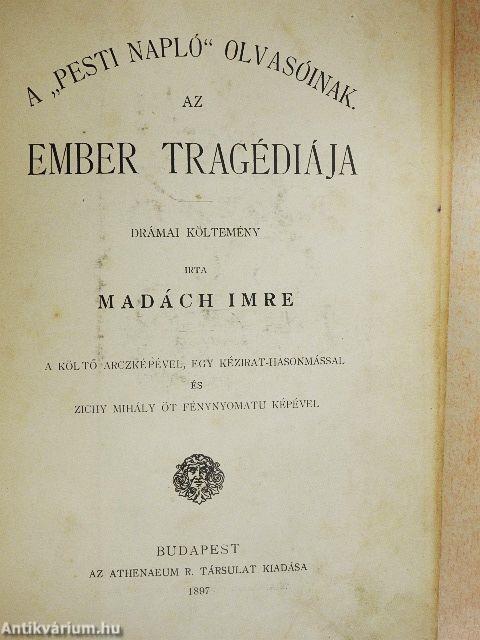 A „PESTI NAPLÓ“ OLVASÓINAK.
AZ
EMBER TRAGÉDIÁJA
DRÁMAI KÖLTEMÉNY
IRTA
MADÁCH IMRE
A KÖLTŐ ARCZKÉPÉVEL, EGY KÉZIRAT-HASONMÁSSAL
ÉS
ZICHY MIHÁLY ÖT FÉNYNYOMATU KÉPÉVEL
BUDAPEST
AZ ATHENAEUM R. TÁRSULAT KIADÁSA
1897
Antikvárium.hu